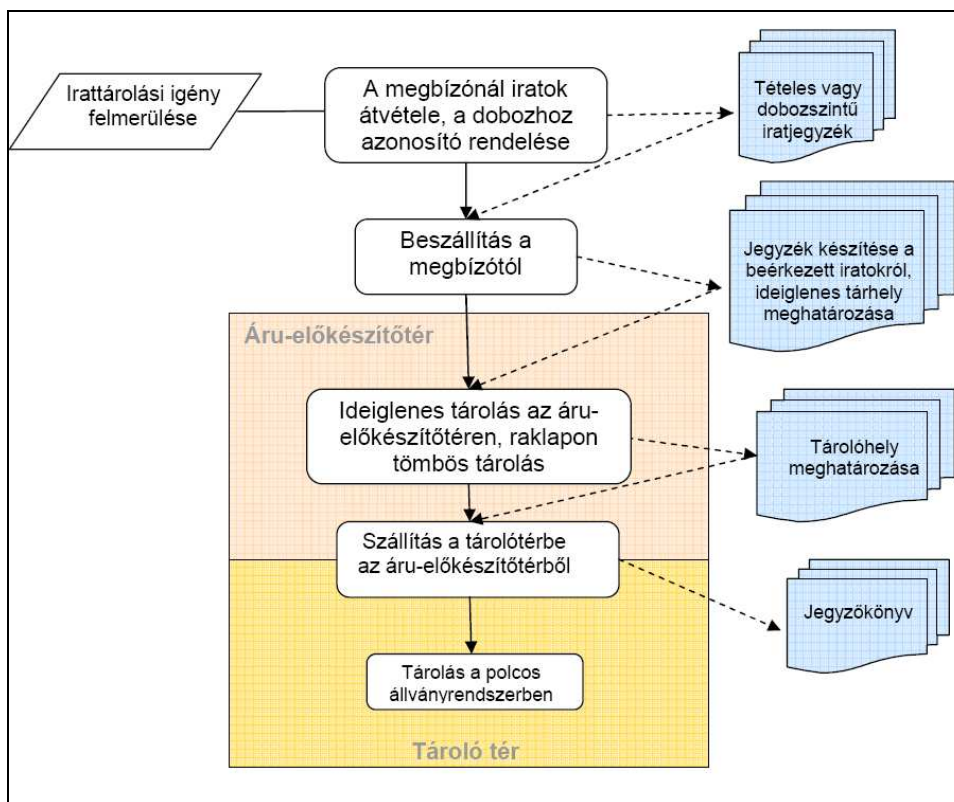 Irattárolási igény
felmerülése
A megbízónál iratok
átvétele, a dobozhoz
azonosító rendelése
Tételes vagy
dobozszintű
iratjegyzék
Beszállítás a
megbízótól
Jegyzék készítése a
beérkezett iratokról,
ideiglenes tárhely
meghatározása
Áru-előkészítőtér
Ideiglenes tárolás az áru-
előkészítőtéren, raklapon
tömbös tárolás
Tárolóhely
meghatározása
Szállítás a tárolótérbe
az áru-előkészítőtérből
Jegyzőkönyv
Tárolás a polcos
állványrendszerben
Tároló tér